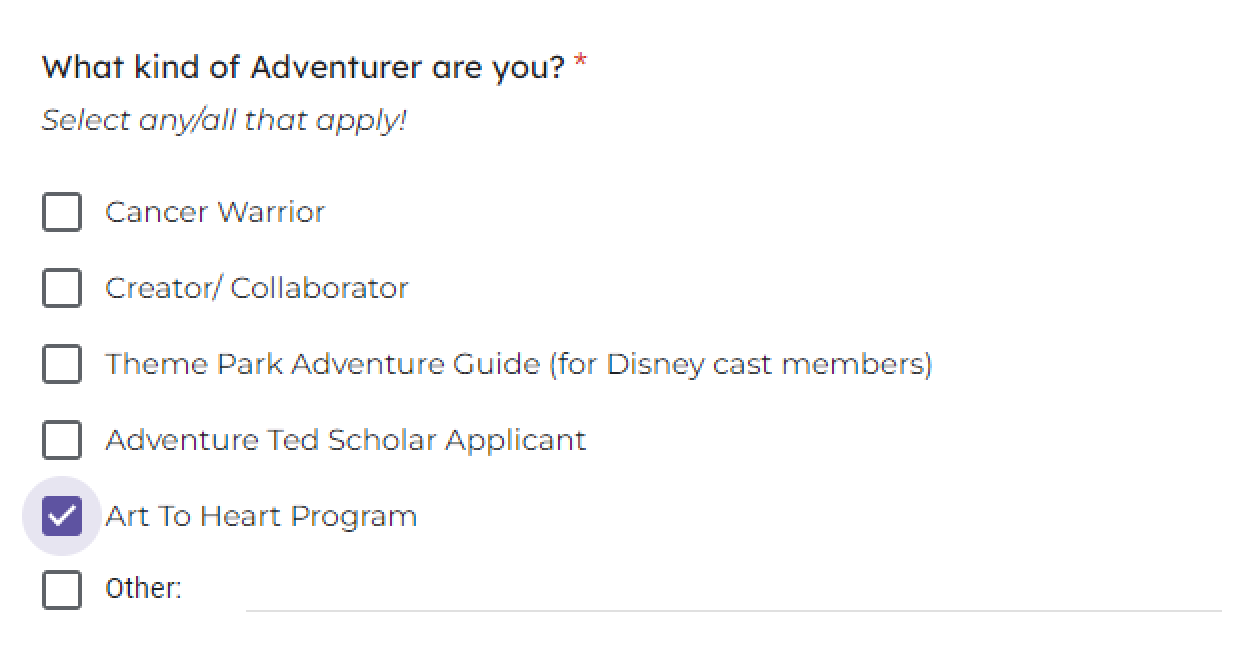 What kind of Adventurer are you? *
Select any/all that apply!
Cancer Warrior
Creator/ Collaborator
Theme Park Adventure Guide (for Disney cast members)
Adventure Ted Scholar Applicant
Art To Heart Program
Other: